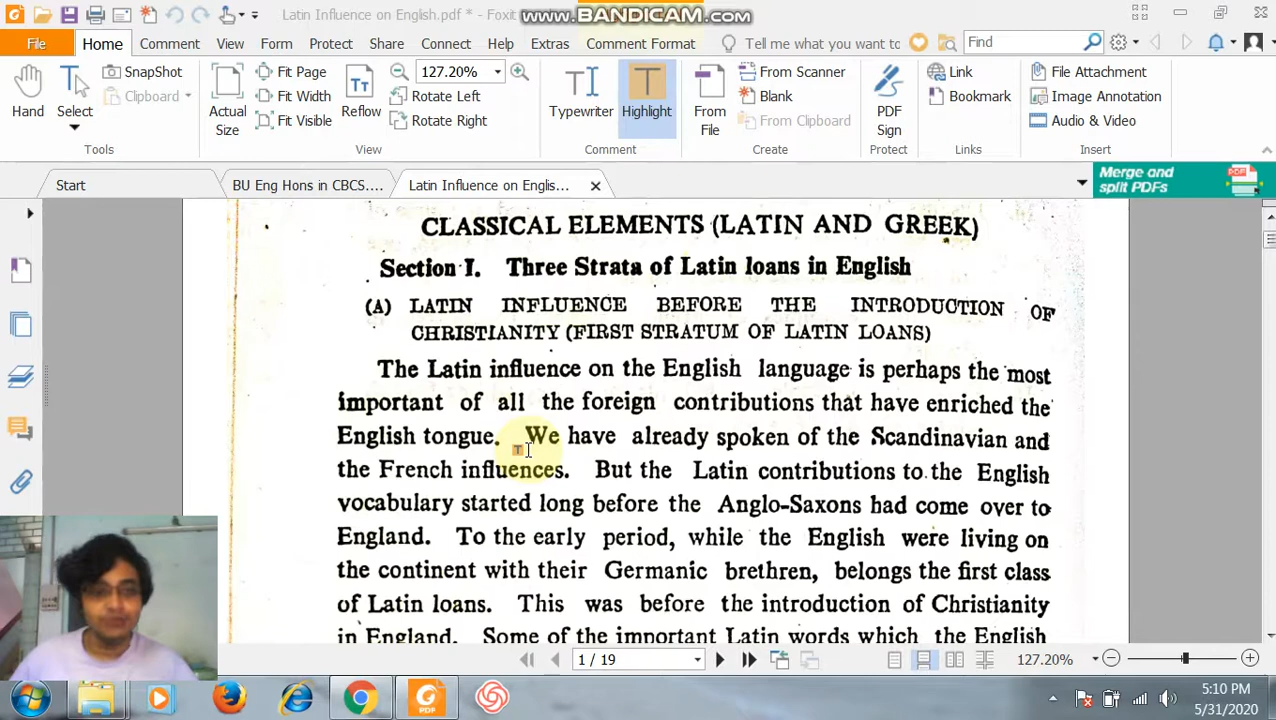 Latin Influence on English.pdf * - Foxit
www.BANDICAM.com
File Home Comment View Form Protect Share Connect Help Extras Comment Format Tell me what you want to Find
Hand
Select
SnapShot
Clipboard
Tools
Actual Size
Fit Page
Fit Width
Fit Visible
Reflow
127.20%
Rotate Left
Rotate Right
View
Typewriter
Highlight
Comment
From File
From Scanner
Blank
From Clipboard
Create
PDF Sign
Protect
Link
Bookmark
Links
File Attachment
Image Annotation
Audio & Video
Insert
Start
BU Eng Hons in CBCS....
Latin Influence on Englis...
Merge and
split PDFs
CLASSICAL ELEMENTS (LATIN AND GREEK)
Section I. Three Strata of Latin loans in English
(A) LATIN INFLUENCE BEFORE THE INTRODUCTION OF
CHRISTIANITY (FIRST STRATUM OF LATIN LOANS)
The Latin influence on the English language is perhaps the most
important of all the foreign contributions that have enriched the
English tongue. We have already spoken of the Scandinavian and
the French influences. But the Latin contributions to the English
vocabulary started long before the Anglo-Saxons had come over to
England. To the early period, while the English were living on
the continent with their Germanic brethren, belongs the first class
of Latin loans. This was before the introduction of Christianity
in England. Some of the important Latin words which the English
1 / 19
127.20%
5:10 PM
5/31/2020